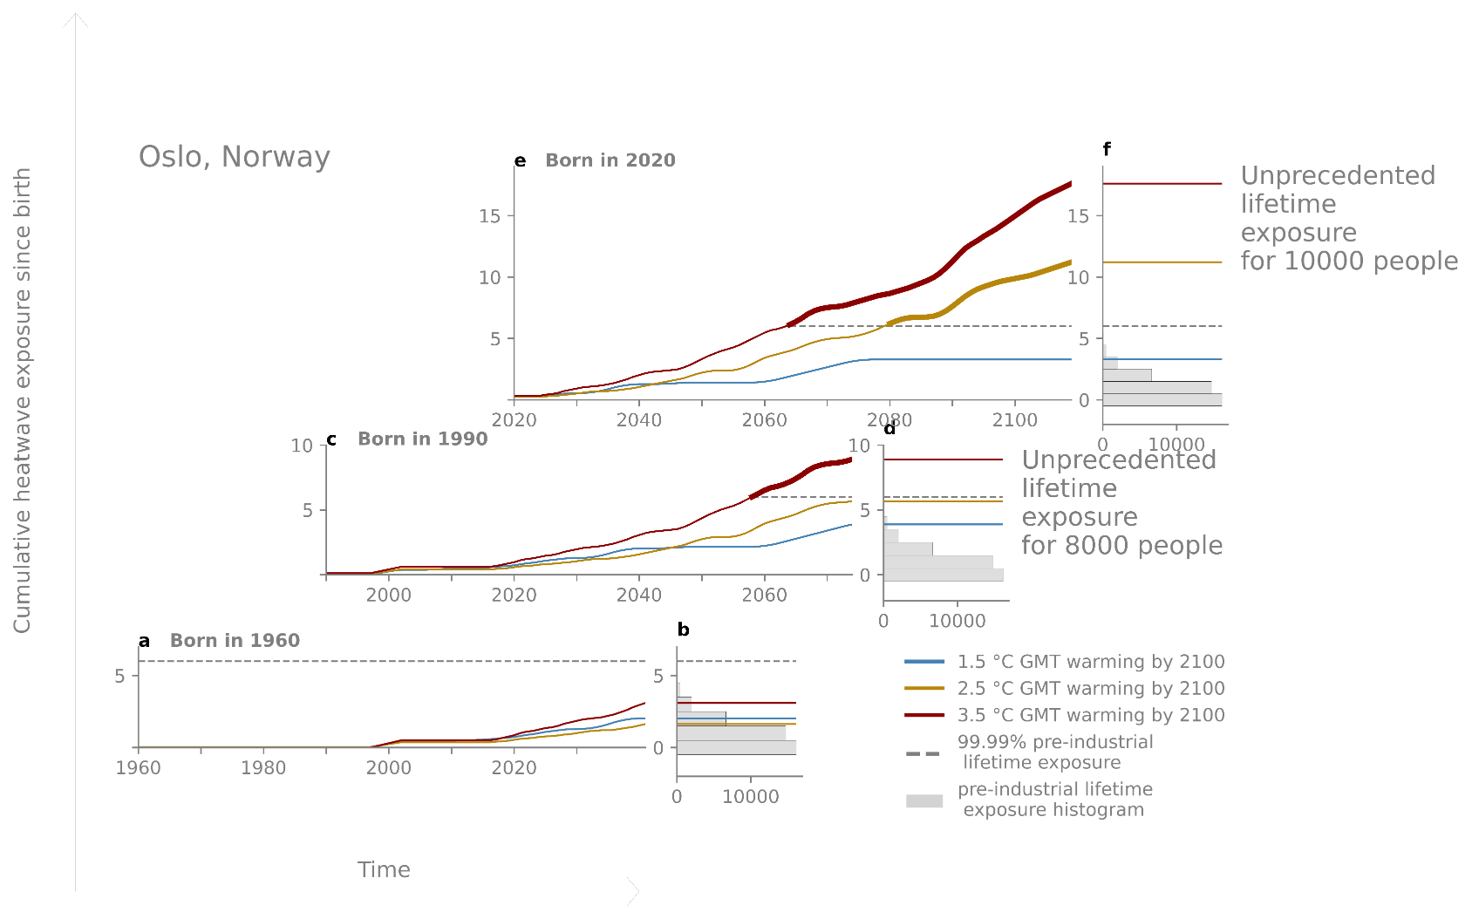 Oslo, Norway
Cumulative heatwave exposure since birth
Time
e Born in 2020
15
10
5
2020 2040 2060 2080 2100
f
15
10
5
0
0 10000
Unprecedented
lifetime
exposure
for 10000 people
c Born in 1990
10
5
2000 2020 2040 2060
d
10
5
0
0 10000
Unprecedented
lifetime
exposure
for 8000 people
a Born in 1960
5
1960 1980 2000 2020
b
5
0
0 10000
1.5 °C GMT warming by 2100
2.5 °C GMT warming by 2100
3.5 °C GMT warming by 2100
99.99% pre-industrial
lifetime exposure
pre-industrial lifetime
exposure histogram